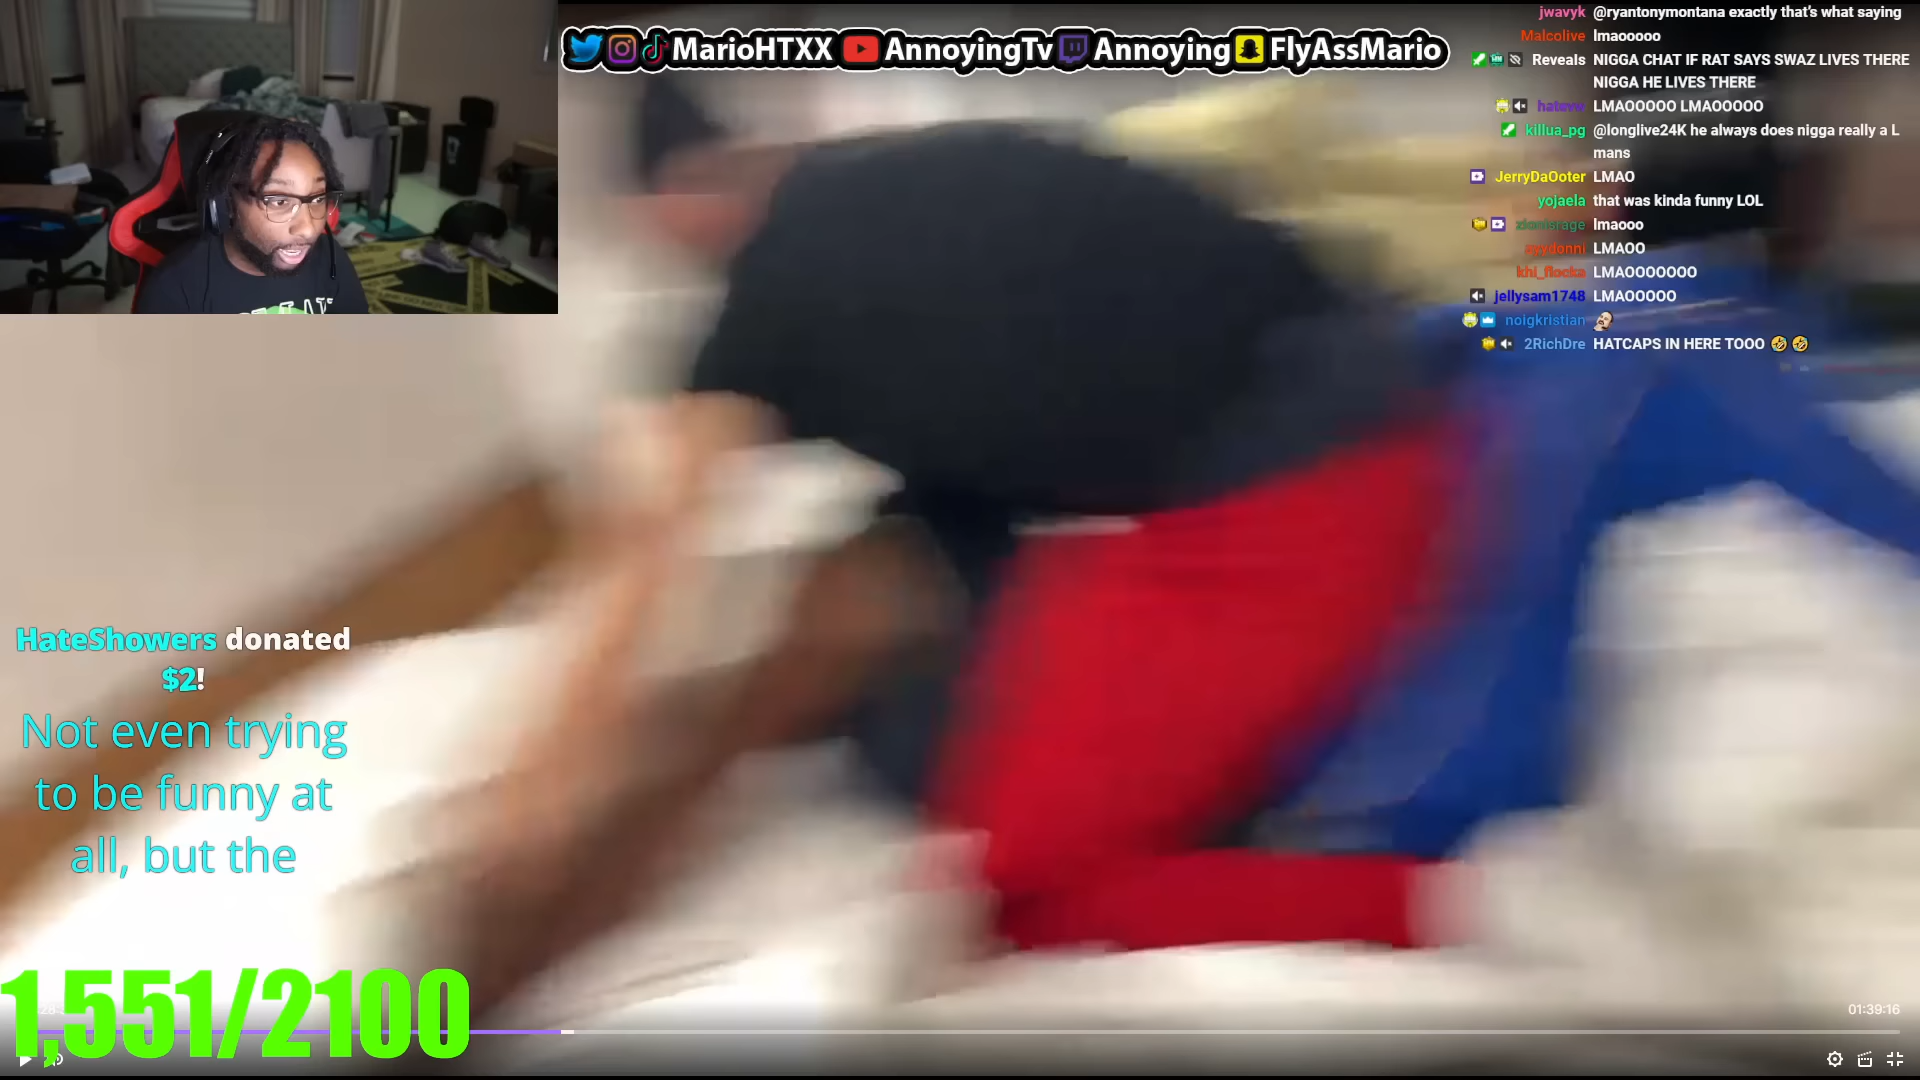 MarioHTXX AnnoyingTv Annoying FlyAssMario
jwavyk @ryantonymontana exactly that's what saying
Malcolive lmaooooo
Reveals NIGGA CHAT IF RAT SAYS SWAZ LIVES THERE
NIGGA HE LIVES THERE
hatevw LMAOOOOO LMAOOOOO
killua_pg @longlive24K he always does nigga really a L
mans
JerryDaOoter LMAO
yojaela that was kinda funny LOL
lmaooo
LMAOO
khi_flocka LMAOOOOOOO
jellysam1748 LMAOOOOO
noigkristian
2RichDre HATCAPS IN HERE TOOO 🤣 🤣
HateShowers donated
$2!
Not even trying
to be funny at
all, but the
1,551/2100
01:39:16